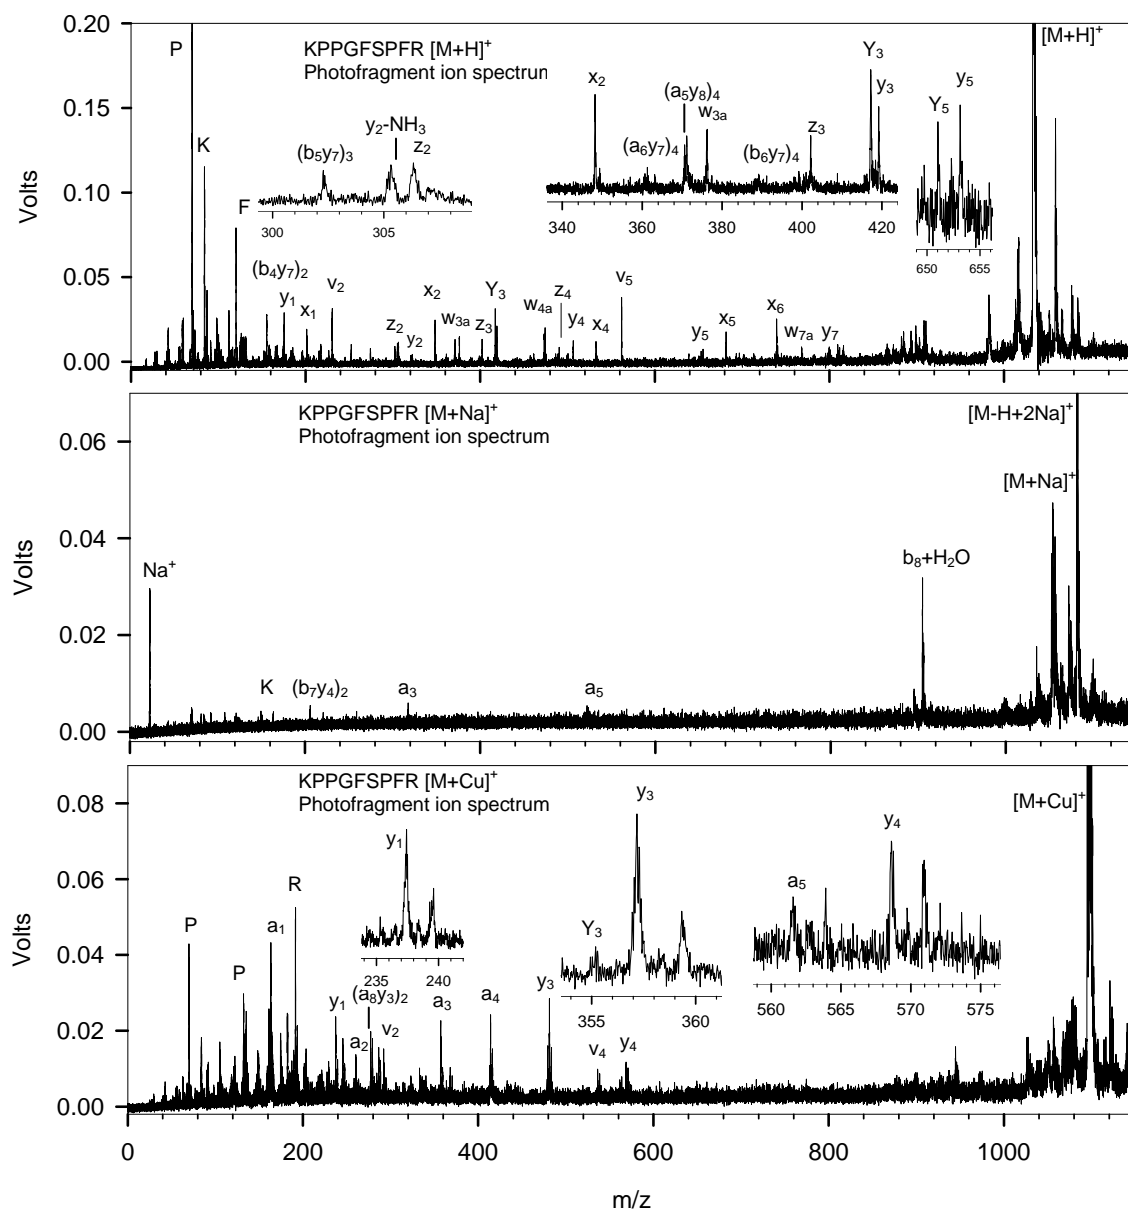 0.20
0.15
0.10
0.05
0.00
Volts
KPPGFSPFR [M+H]⁺
Photofragment ion spectrun
[M+H]⁺
P
K
F
(b₅y₇)₃
y₂-NH₃
z₂
300
305
x₂
(a₆y₇)₄
(a₅y₈)₄
w₃ₐ
(b₆y₇)₄
z₃
Y₃
y₃
340
360
380
400
420
Y₅
y₅
650
655
(b₄y₇)₂
y₁
x₁
v₂
z₂
y₂
x₂
w₃ₐ
z₃
Y₃
w₄ₐ
z₄
y₄
x₄
v₅
y₅
x₅
x₆
w₇ₐ
y₇
0.06
0.04
0.02
0.00
Volts
KPPGFSPFR [M+Na]⁺
Photofragment ion spectrum
[M-H+2Na]⁺
[M+Na]⁺
Na⁺
b₈+H₂O
K
(b₇y₄)₂
a₃
a₅
0.08
0.06
0.04
0.02
0.00
Volts
KPPGFSPFR [M+Cu]⁺
Photofragment ion spectrum
[M+Cu]⁺
P
P
a₁
R
y₁
235
240
Y₃
y₃
355
360
a₅
y₄
560
565
570
575
y₁
(a₈y₃)₂
a₂
v₂
a₃
a₄
y₃
v₄
y₄
0
200
400
600
800
1000
m/z